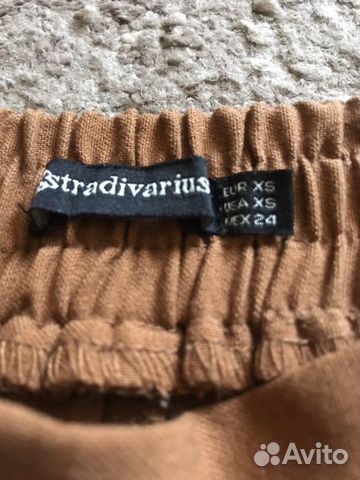 stradivarius
EUR XS
USA XS
MEX 24
Avito